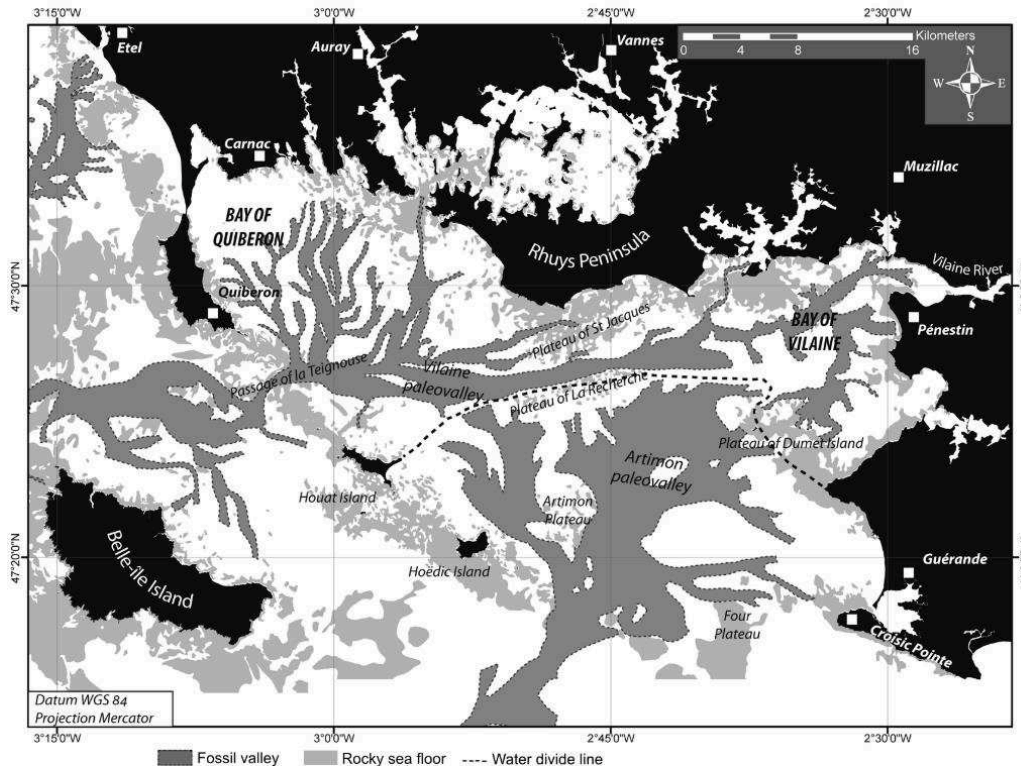 3°15'0"W
3°0'0"W
2°45'0"W
2°30'0"W
Etel
Auray
Vannes
Kilometers
0 4 8 16
N
W E
S
Carnac
Muzillac
BAY OF
QUIBERON
Rhuys Peninsula
Vilaine River
47°30'0"N
Quiberon
BAY OF
VILAINE
Pénestin
Plateau of St Jacques
Passage of la Teignouse
Vilaine
paleovalley
Plateau of La Recherche
Plateau of Dumet Island
Artimon
paleovalley
Houat Island
Artimon
Plateau
47°20'0"N
Belle-île Island
Hoëdic Island
Guérande
Four
Plateau
Croisic Pointe
Datum WGS 84
Projection Mercator
3°15'0"W
3°0'0"W
2°45'0"W
2°30'0"W
Fossil valley
Rocky sea floor
Water divide line